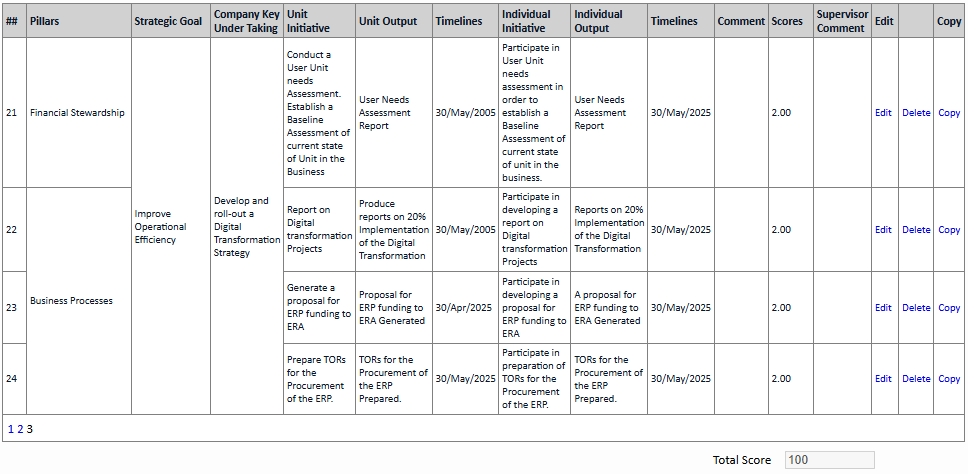 ## Pillars Strategic Goal Company Key Under Taking Unit Initiative Unit Output Timelines Individual Initiative Individual Output Timelines Comment Scores Supervisor Comment Edit Copy
21 Financial Stewardship Improve Operational Efficiency Develop and roll-out a Digital Transformation Strategy Conduct a User Unit needs Assessment. Establish a Baseline Assessment of current state of Unit in the Business User Needs Assessment Report 30/May/2005 Participate in User Unit needs assessment in order to establish a Baseline Assessment of current state of unit in the business. User Needs Assessment Report 30/May/2025 2.00 Edit Delete Copy
22 Business Processes Report on Digital transformation Projects Produce reports on 20% Implementation of the Digital Transformation 30/May/2005 Participate in developing a report on Digital transformation Projects Reports on 20% Implementation of the Digital Transformation 30/May/2025 2.00 Edit Delete Copy
23 Generate a proposal for ERP funding to ERA Proposal for ERP funding to ERA Generated 30/Apr/2025 Participate in developing a proposal for ERP funding to ERA A proposal for ERP funding to ERA Generated 30/May/2025 2.00 Edit Delete Copy
24 Prepare TORs for the Procurement of the ERP. TORs for the Procurement of the ERP Prepared. 30/May/2025 Participate in preparation of TORs for the Procurement of the ERP. TORs for the Procurement of the ERP Prepared. 30/May/2025 2.00 Edit Delete Copy
1 2 3
Total Score 100